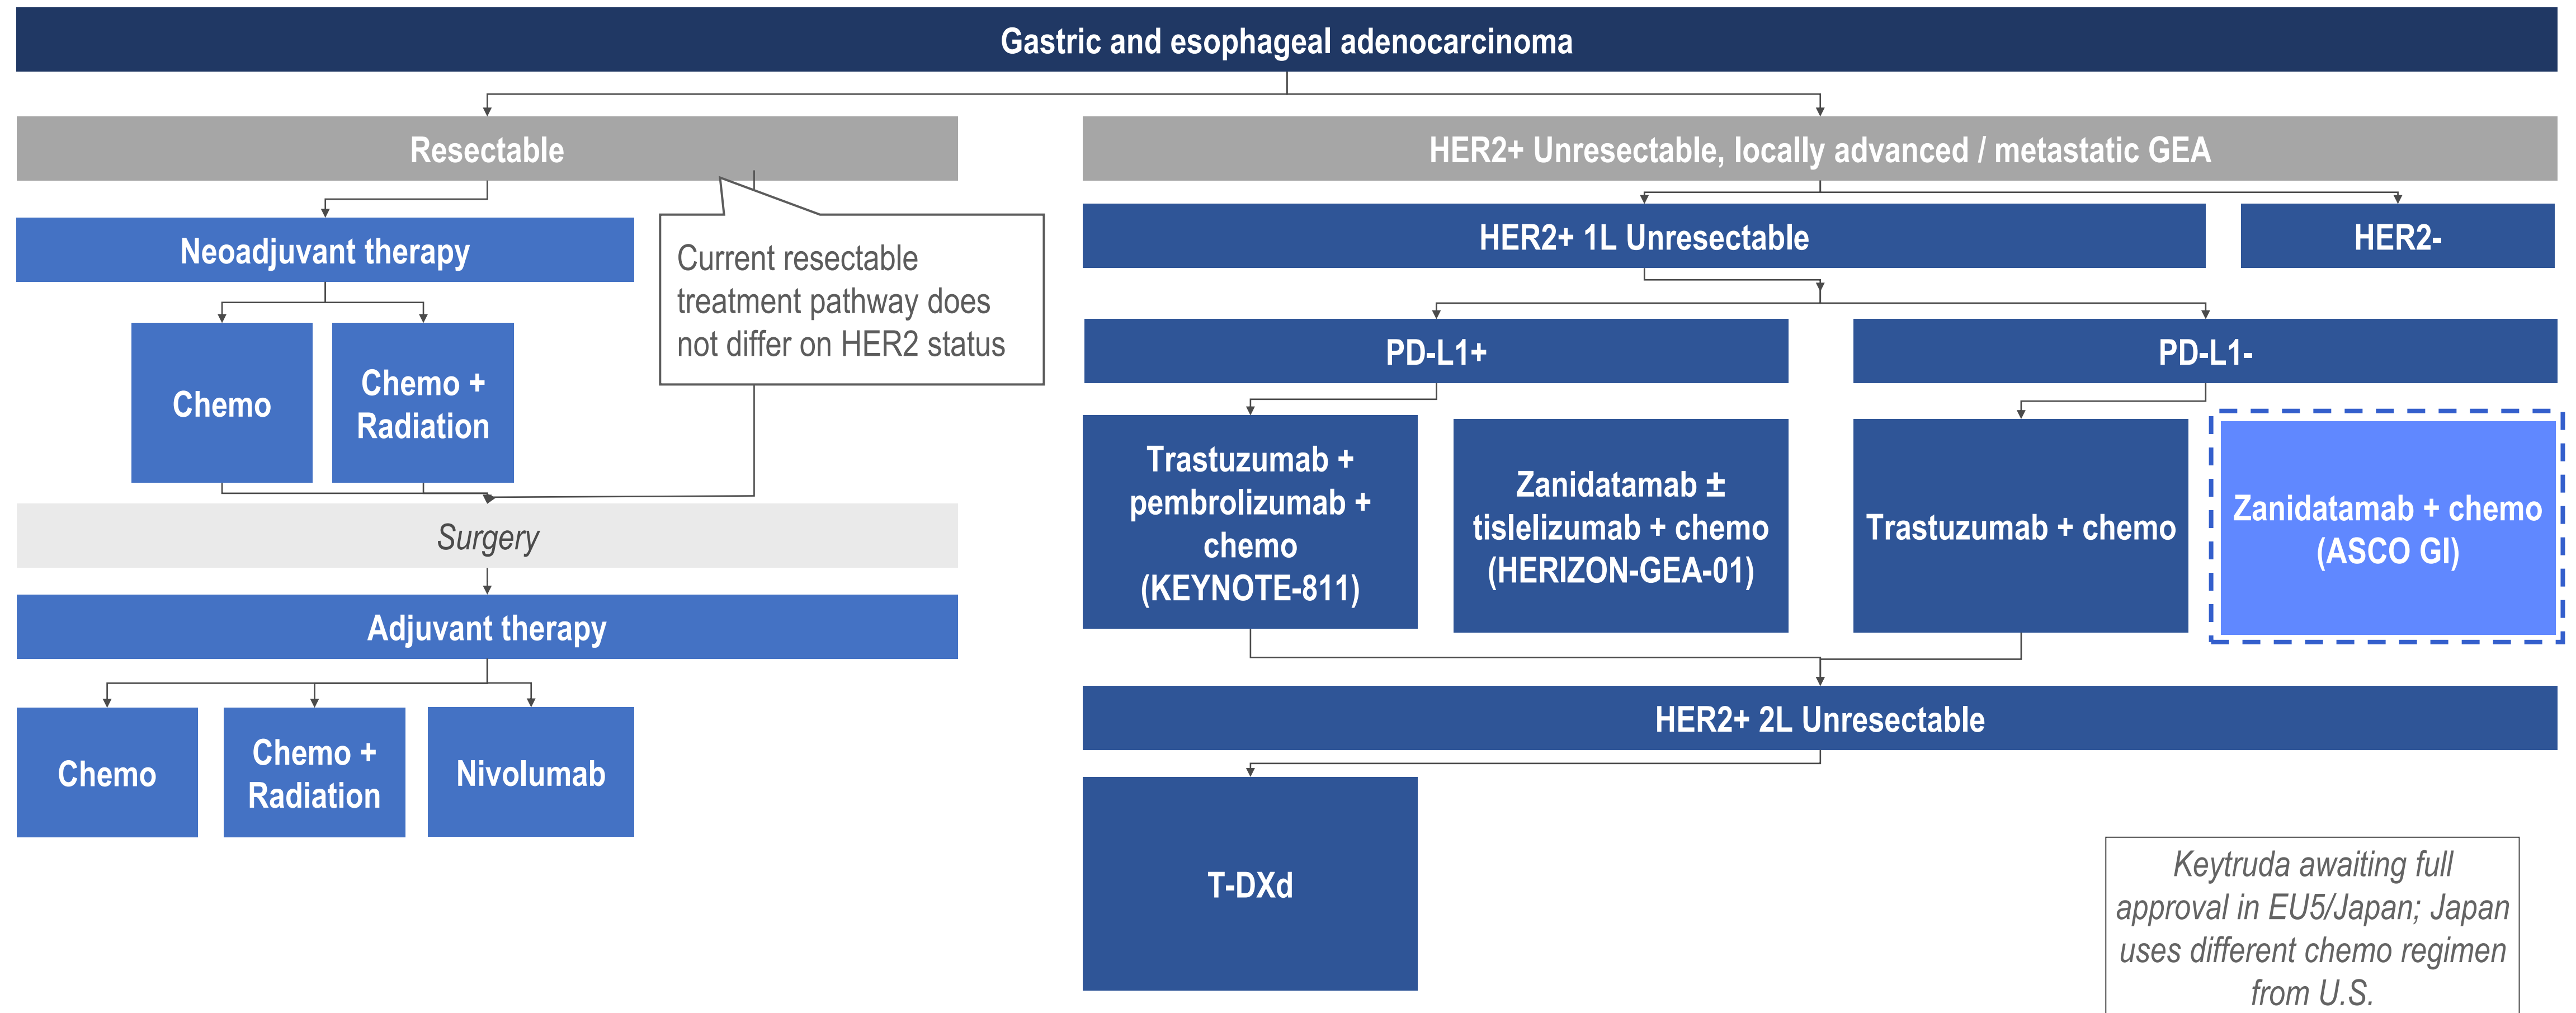 Gastric and esophageal adenocarcinoma
Resectable
HER2+ Unresectable, locally advanced / metastatic GEA
Neoadjuvant therapy
Current resectable
treatment pathway does
not differ on HER2 status
HER2+ 1L Unresectable
HER2-
Chemo
Chemo +
Radiation
PD-L1+
PD-L1-
Trastuzumab +
pembrolizumab +
chemo
(KEYNOTE-811)
Zanidatamab ±
tislelizumab + chemo
(HERIZON-GEA-01)
Trastuzumab + chemo
Zanidatamab + chemo
(ASCO GI)
Surgery
Adjuvant therapy
Chemo
Chemo +
Radiation
Nivolumab
HER2+ 2L Unresectable
T-DXd
Keytruda awaiting full
approval in EU5/Japan; Japan
uses different chemo regimen
from U.S.